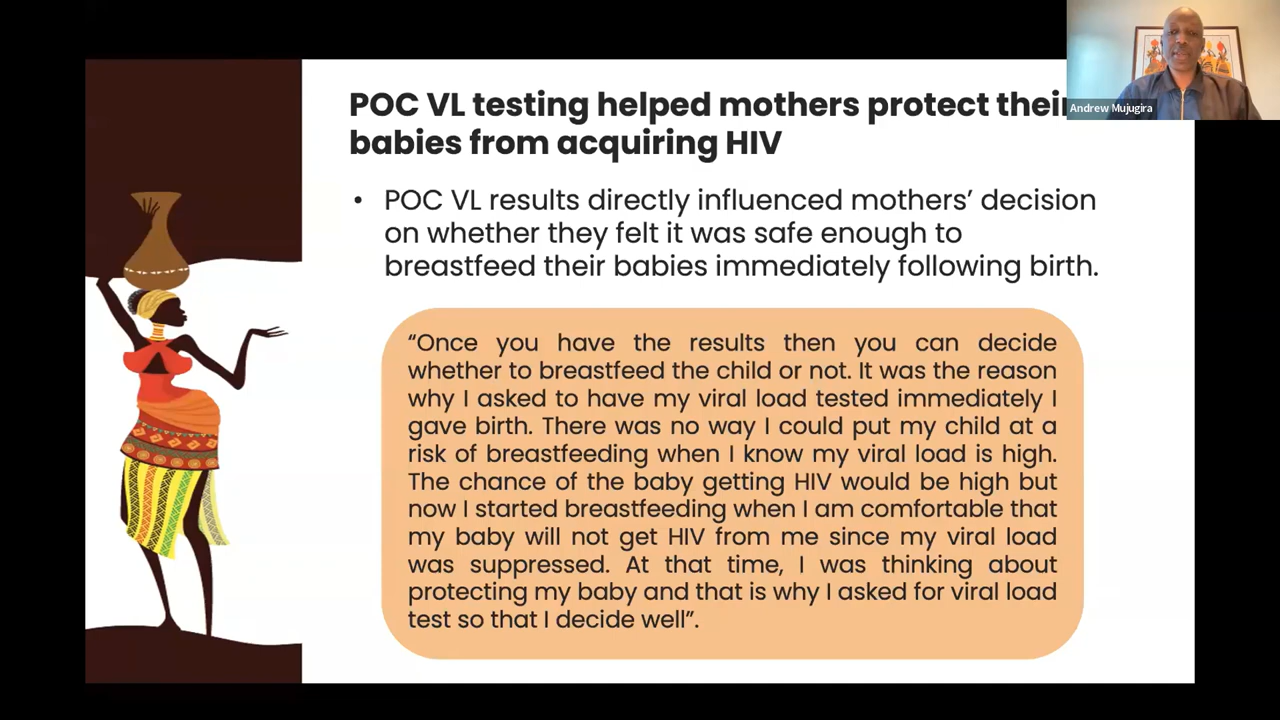 POC VL testing helped mothers protect their
babies from acquiring HIV
Andrew Mujugira
• POC VL results directly influenced mothers’ decision
on whether they felt it was safe enough to
breastfeed their babies immediately following birth.
“Once you have the results then you can decide
whether to breastfeed the child or not. It was the reason
why I asked to have my viral load tested immediately I
gave birth. There was no way I could put my child at a
risk of breastfeeding when I know my viral load is high.
The chance of the baby getting HIV would be high but
now I started breastfeeding when I am comfortable that
my baby will not get HIV from me since my viral load
was suppressed. At that time, I was thinking about
protecting my baby and that is why I asked for viral load
test so that I decide well”.